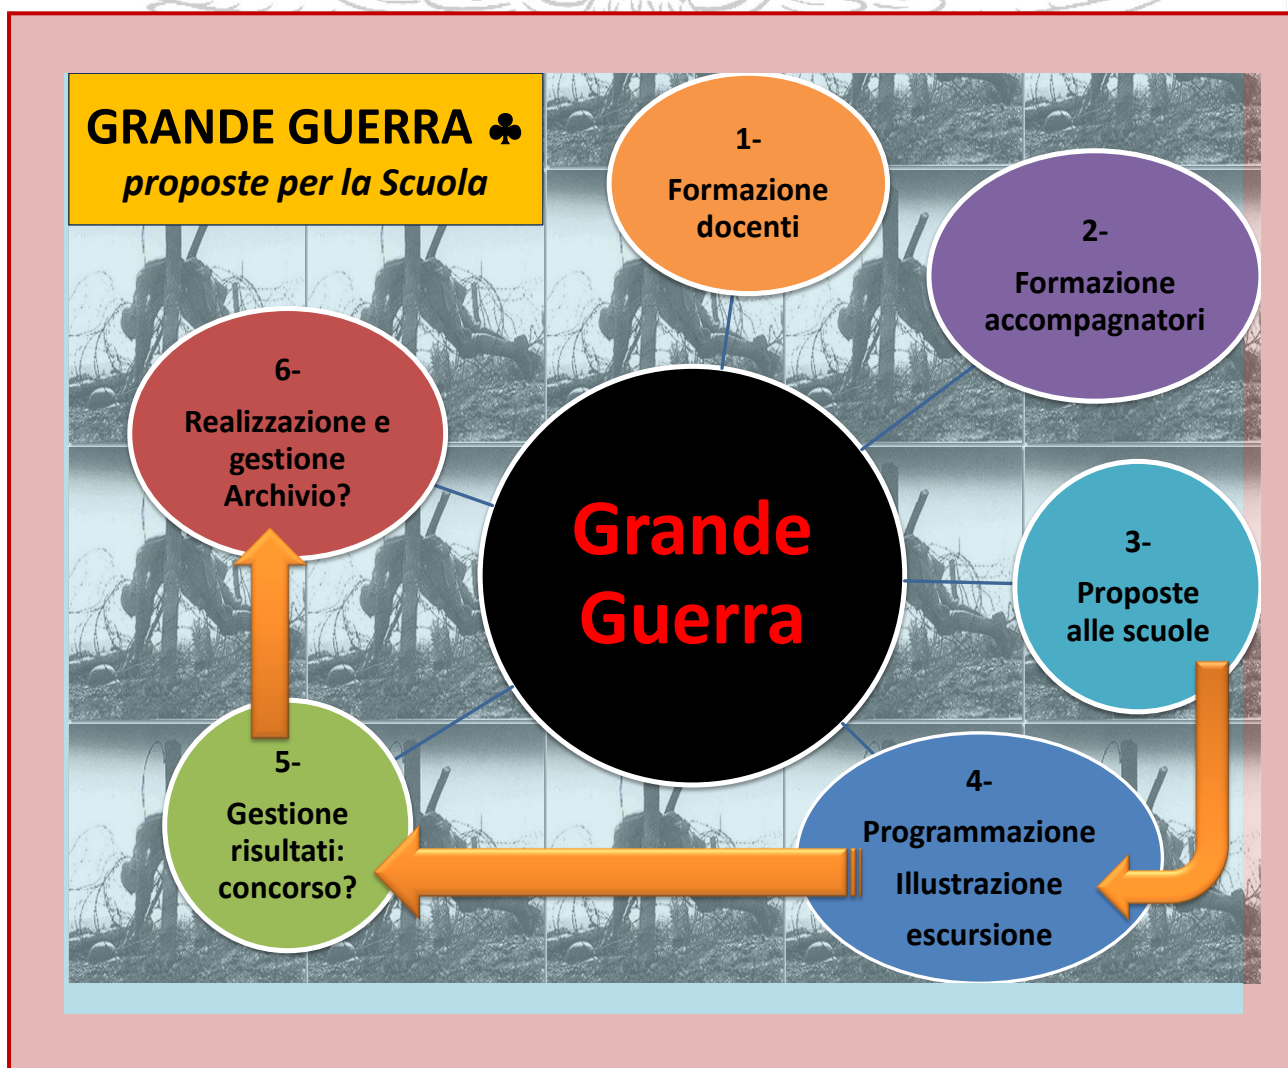 GRANDE GUERRA ♣
proposte per la Scuola
1-
Formazione
docenti
2-
Formazione
accompagnatori
3-
Proposte
alle scuole
4-
Programmazione
Illustrazione
escursione
5-
Gestione
risultati:
concorso?
6-
Realizzazione e
gestione
Archivio?
Grande
Guerra